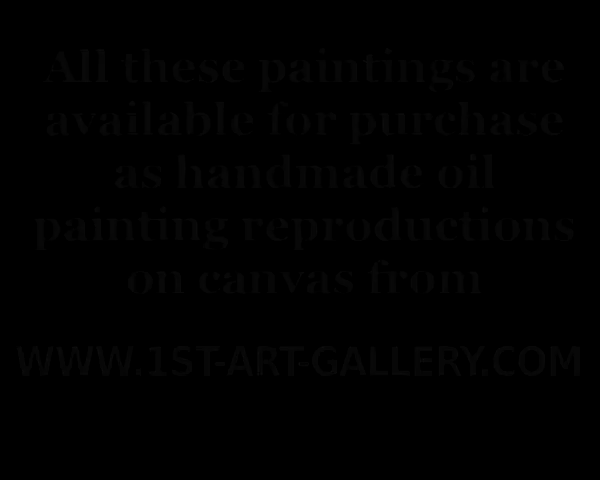 All these paintings are
available for purchase
as handmade oil
painting reproductions
on canvas from
WWW.1ST-ART-GALLERY.COM